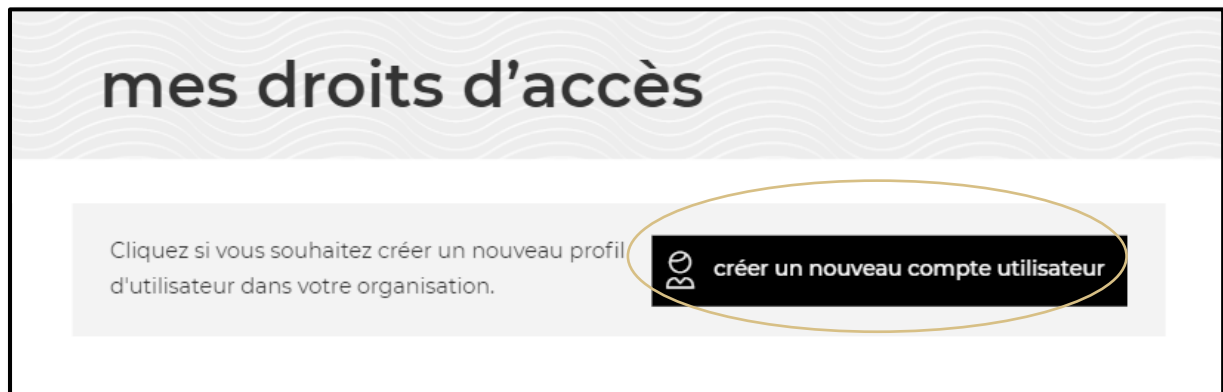 mes droits d’accès
Cliquez si vous souhaitez créer un nouveau profil
d'utilisateur dans votre organisation.
créer un nouveau compte utilisateur